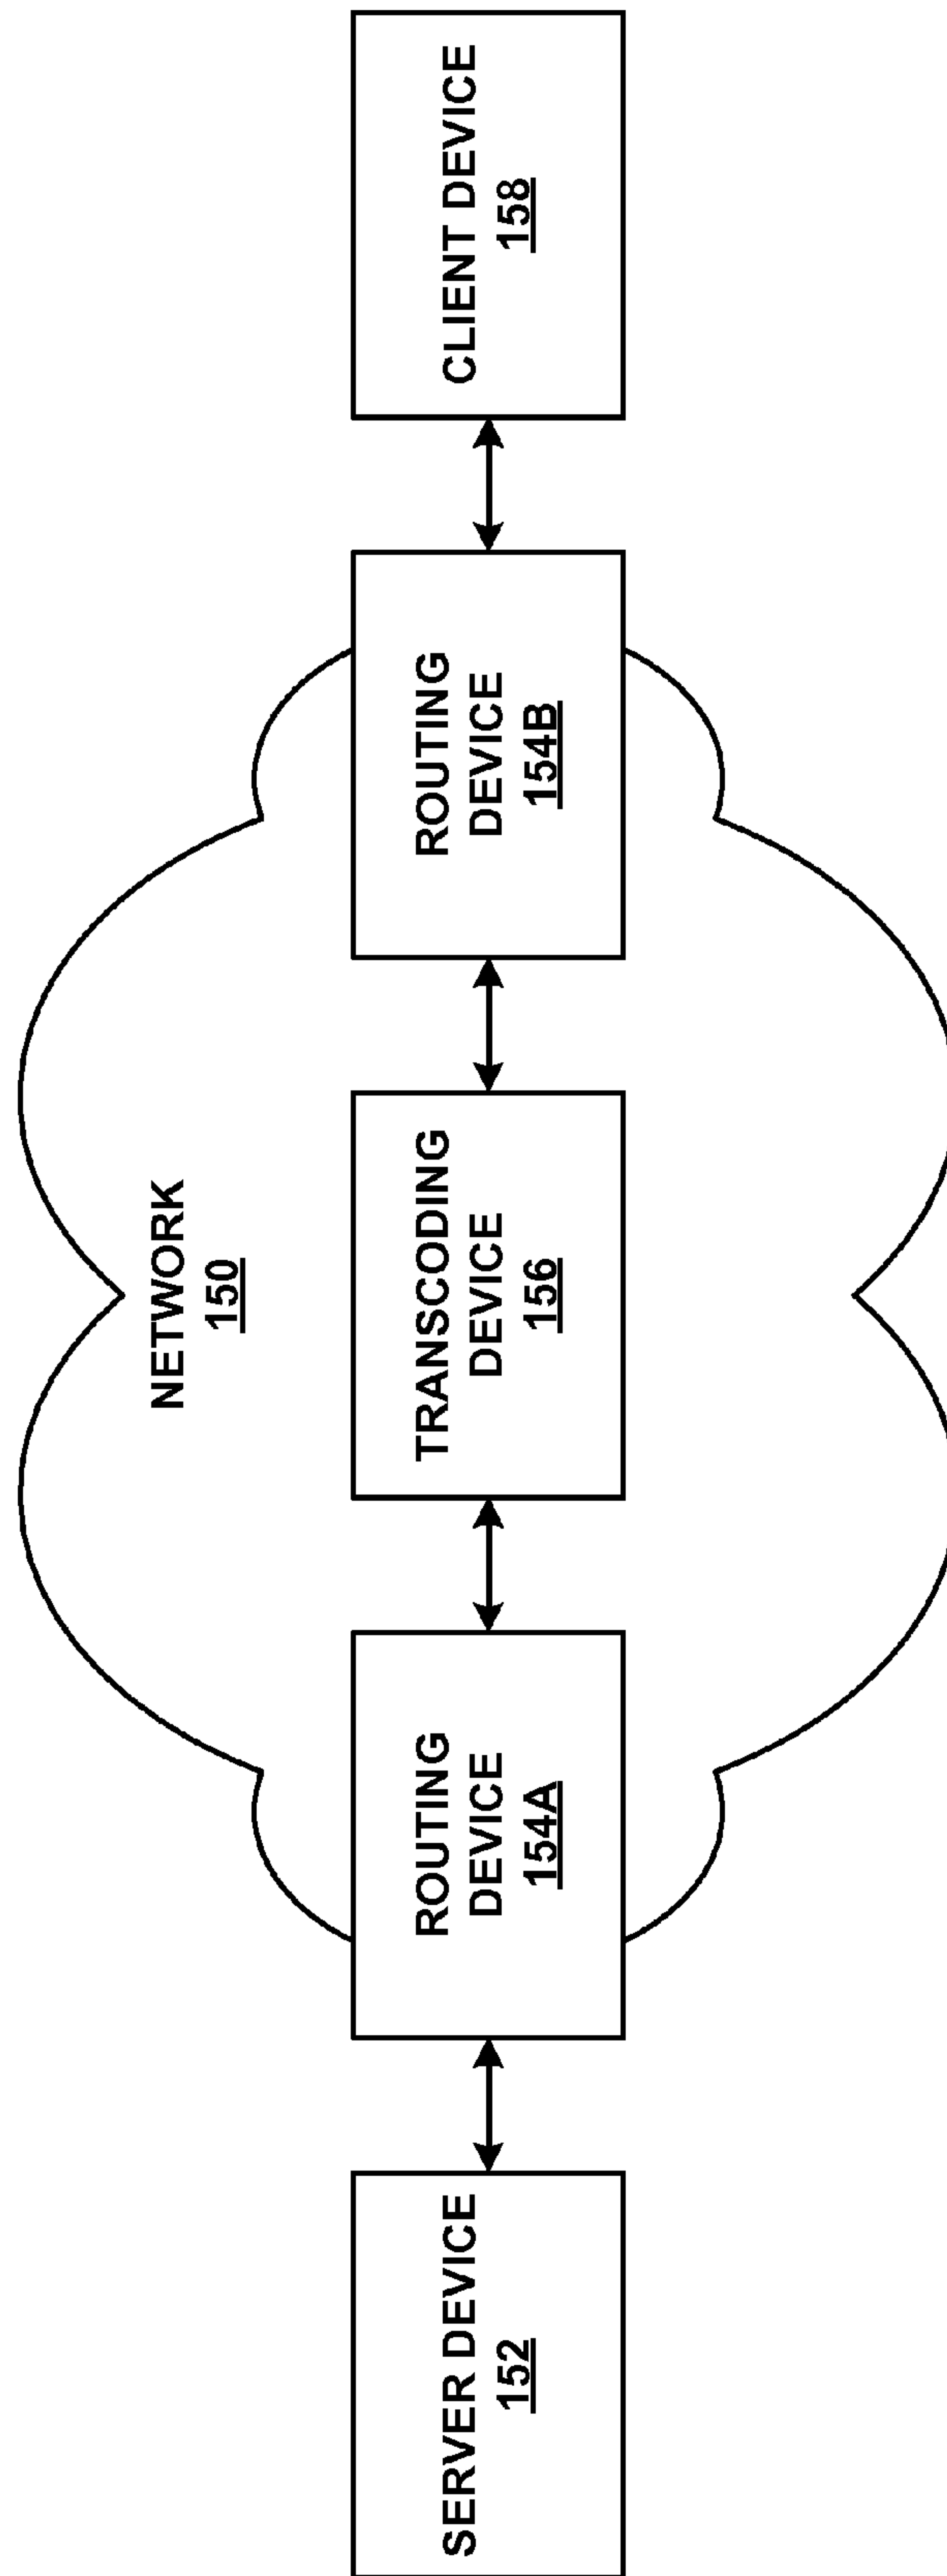 NETWORK
150
SERVER DEVICE
152
ROUTING
DEVICE
154A
TRANSCODING
DEVICE
156
ROUTING
DEVICE
154B
CLIENT DEVICE
158